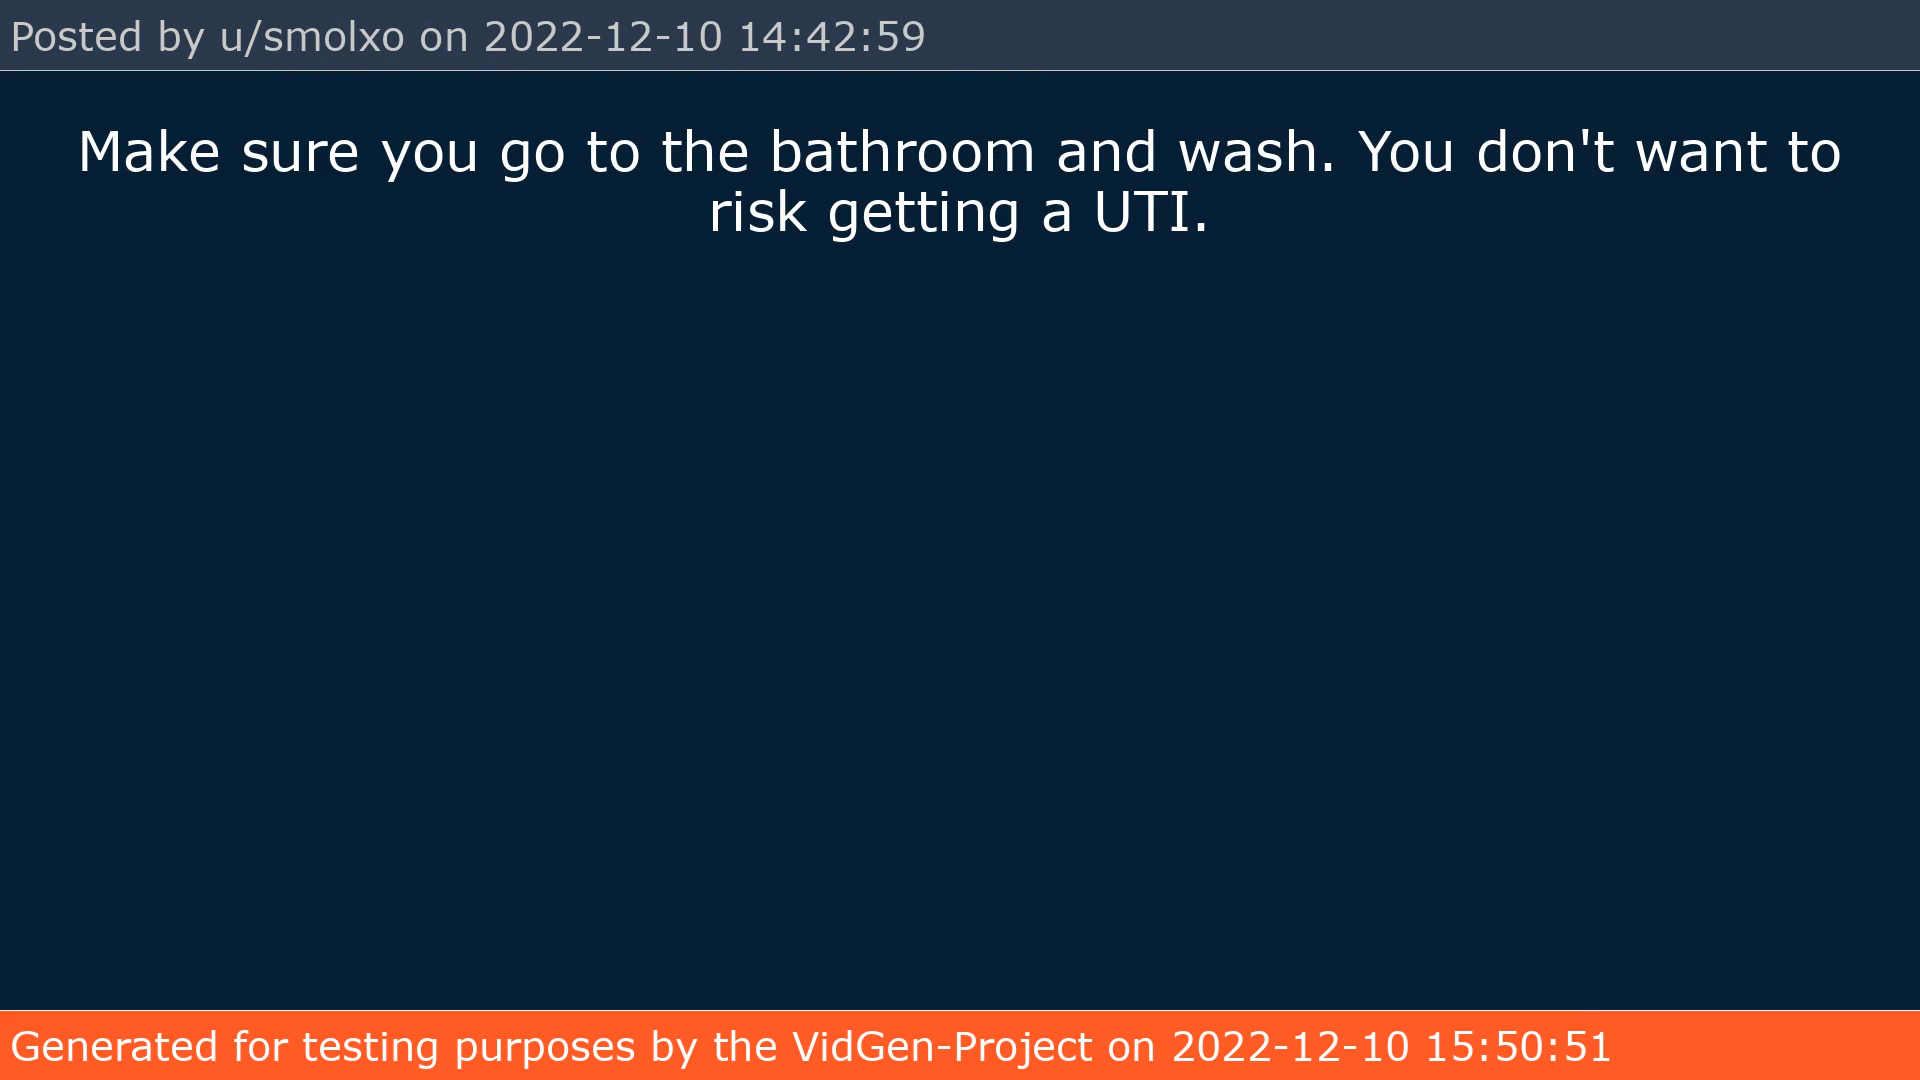 Posted by u/smolxo on 2022-12-10 14:42:59
Make sure you go to the bathroom and wash. You don't want to
risk getting a UTI.
Generated for testing purposes by the VidGen-Project on 2022-12-10 15:50:51